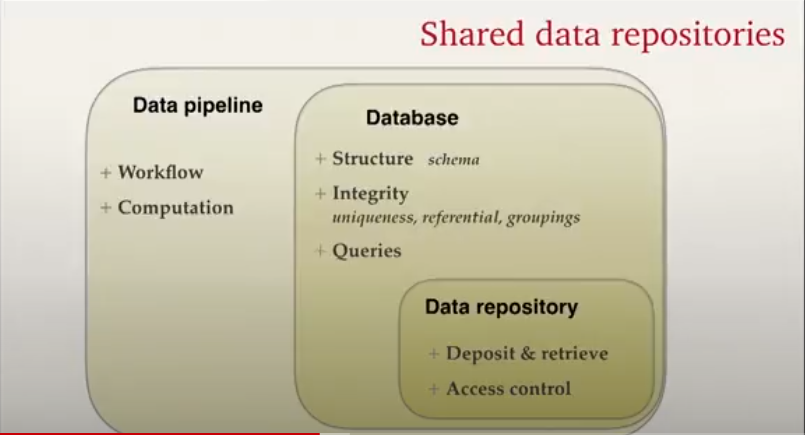 Shared data repositories
Data pipeline
+ Workflow
+ Computation
Database
+ Structure schema
+ Integrity
uniqueness, referential, groupings
+ Queries
Data repository
+ Deposit & retrieve
+ Access control